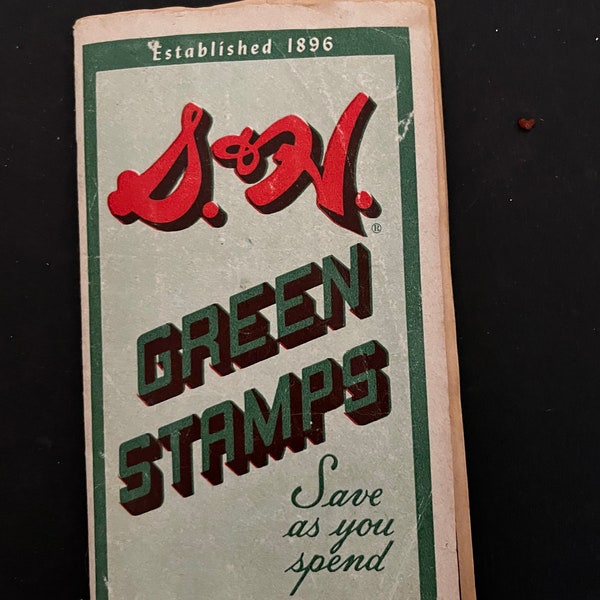 Established 1896
S.&H.®
GREEN
STAMPS
Save
as you
spend